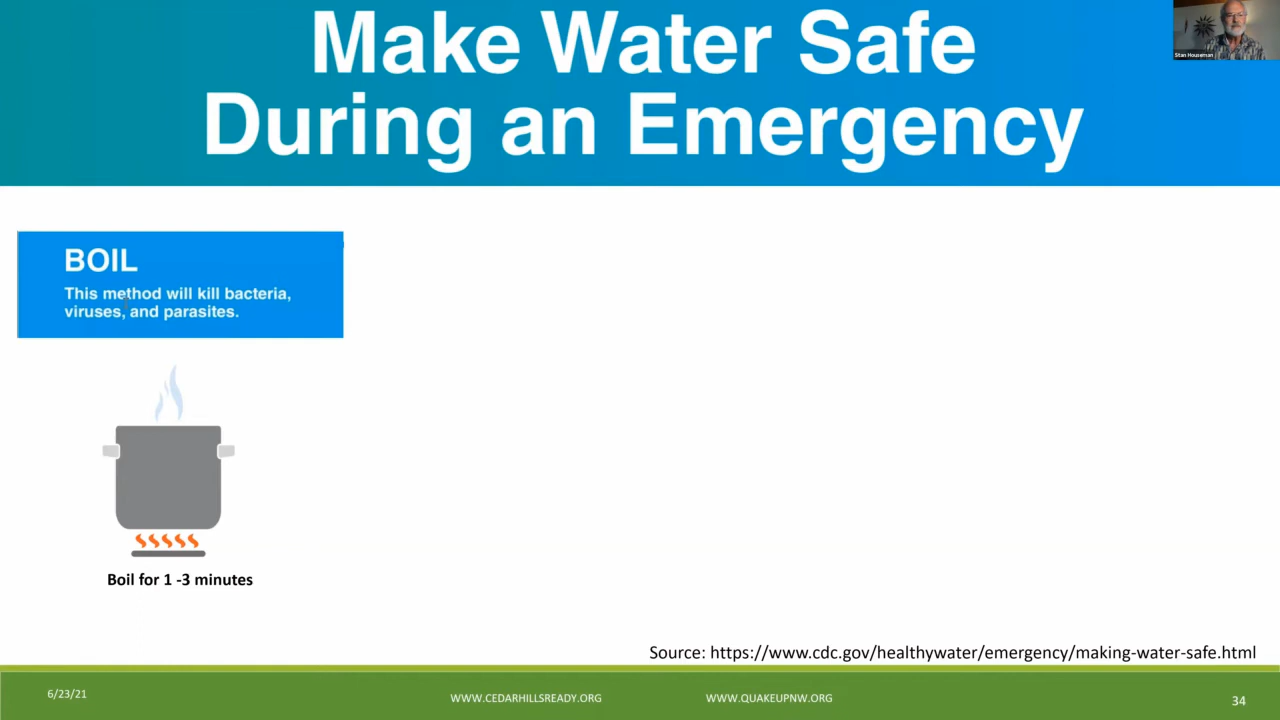 Make Water Safe
During an Emergency
Stan Houseman
BOIL
This method will kill bacteria,
viruses, and parasites.
Boil for 1 -3 minutes
Source: https://www.cdc.gov/healthywater/emergency/making-water-safe.html
6/23/21
WWW.CEDARHILLSREADY.ORG
WWW.QUAKEUPNW.ORG
34